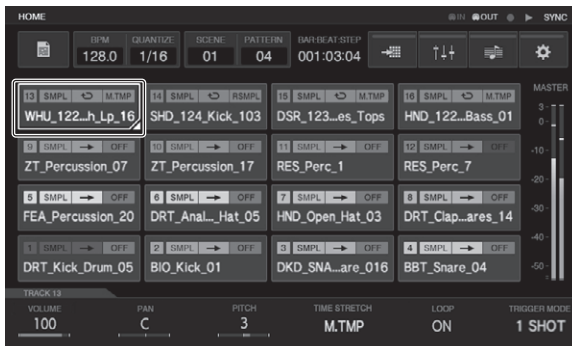 HOME IN OUT SYNC
BPM QUANTIZE SCENE PATTERN BAR:BEAT:STEP
128.0 1/16 01 04 001:03:04
MASTER
13 SMPL M.TMP 14 SMPL RSMPL 15 SMPL M.TMP 16 SMPL M.TMP
WHU_122...h_Lp_16 SHD_124_Kick_103 DSR_123...es_Tops HND_122...Bass_01
9 SMPL OFF 10 SMPL OFF 11 SMPL OFF 12 SMPL OFF
ZT_Percussion_07 ZT_Percussion_17 RES_Perc_1 RES_Perc_7
5 SMPL OFF 6 SMPL OFF 7 SMPL OFF 8 SMPL OFF
FEA_Percussion_20 DRT_Anal..._Hat_05 HND_Open_Hat_03 DRT_Clap...ares_14
1 SMPL OFF 2 SMPL OFF 3 SMPL OFF 4 SMPL OFF
DRT_Kick_Drum_05 BIO_Kick_01 DKD_SNA...are_016 BBT_Snare_04
3
0
-10
-20
-30
-40
-50
TRACK 13
VOLUME PAN PITCH TIME STRETCH LOOP TRIGGER MODE
100 C 3 M.TMP ON 1 SHOT